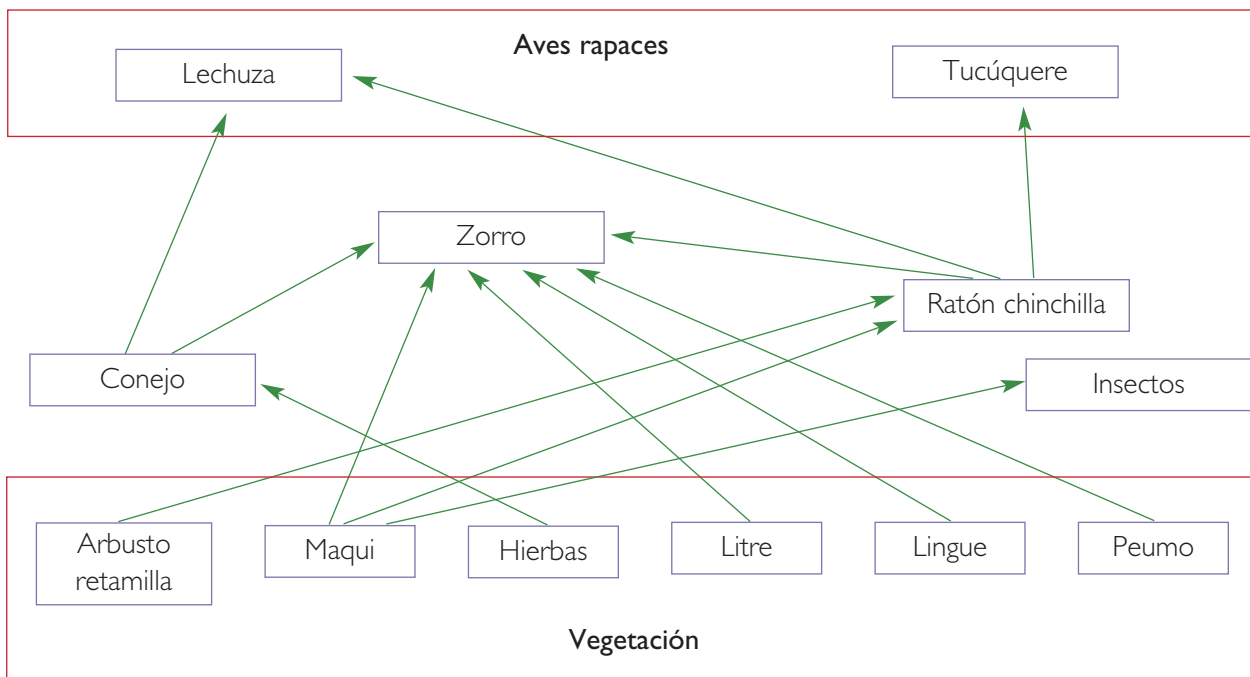 Aves rapaces
Lechuza
Tucúquere
Zorro
Ratón chinchilla
Conejo
Insectos
Arbusto
retamilla
Maqui
Hierbas
Litre
Lingue
Peumo
Vegetación